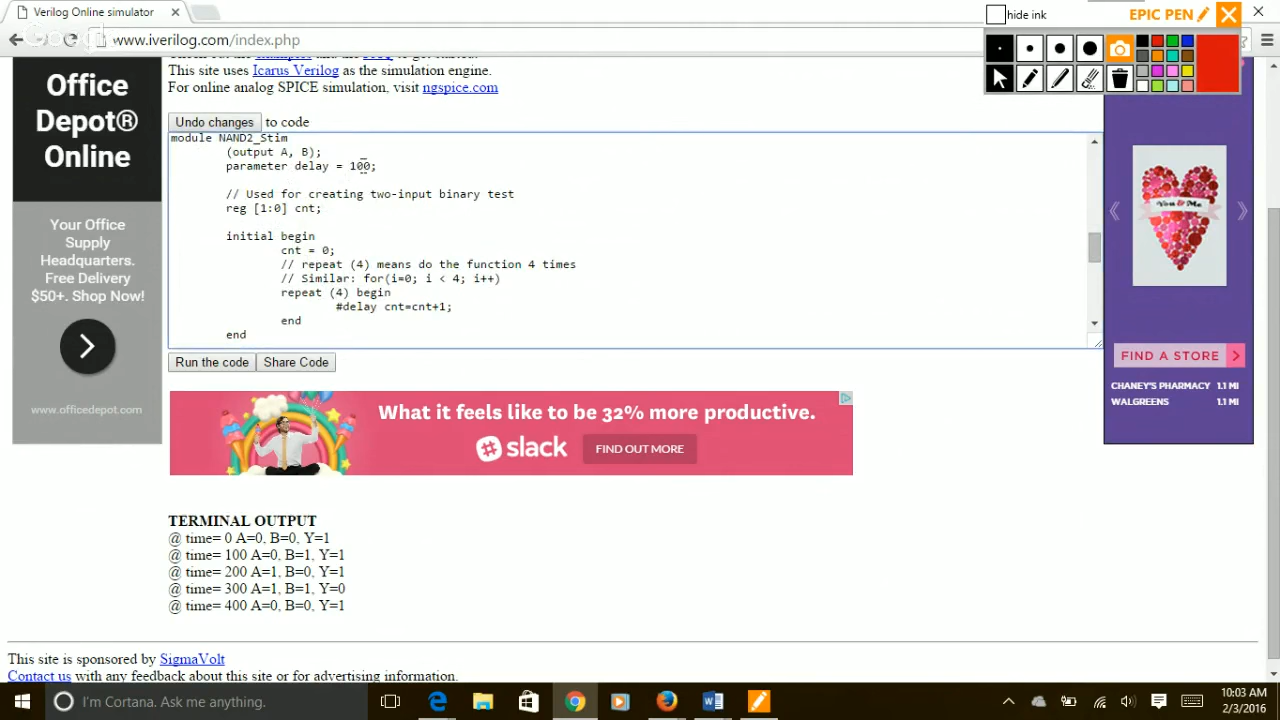 Verilog Online simulator
hide ink
EPIC PEN
www.iverilog.com/index.php
This site uses Icarus Verilog as the simulation engine.
For online analog SPICE simulation, visit ngspice.com
Undo changes to code
module NAND2_Stim
(output A, B);
parameter delay = 100;
// Used for creating two-input binary test
reg [1:0] cnt;
initial begin
cnt = 0;
// repeat (4) means do the function 4 times
// Similar: for(i=0; i < 4; i++)
repeat (4) begin
#delay cnt=cnt+1;
end
end
Run the code
Share Code
Office
Depot®
Online
Your Office
Supply
Headquarters.
Free Delivery
$50+. Shop Now!
www.officedepot.com
What it feels like to be 32% more productive.
slack
FIND OUT MORE
You & Me
FIND A STORE
CHANEY'S PHARMACY 1.1 MI
WALGREENS 1.1 MI
TERMINAL OUTPUT
@ time= 0 A=0, B=0, Y=1
@ time= 100 A=0, B=1, Y=1
@ time= 200 A=1, B=0, Y=1
@ time= 300 A=1, B=1, Y=0
@ time= 400 A=0, B=0, Y=1
This site is sponsored by SigmaVolt
Contact us with any feedback about this site or for advertising information.
I'm Cortana. Ask me anything.
10:03 AM
2/3/2016